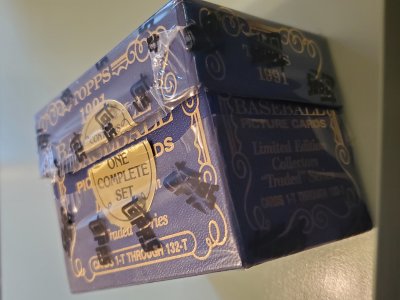 TOPPS
1991
BASEBALL
PICTURE CARDS
ONE
COMPLETE
SET
Traded Series
CARDS 1-T THROUGH 132-T
TOPPS
1991
BASEBALL
PICTURE CARDS
Limited Edition
Collectors
"Traded" Series
CARDS 1-T THROUGH 132-T